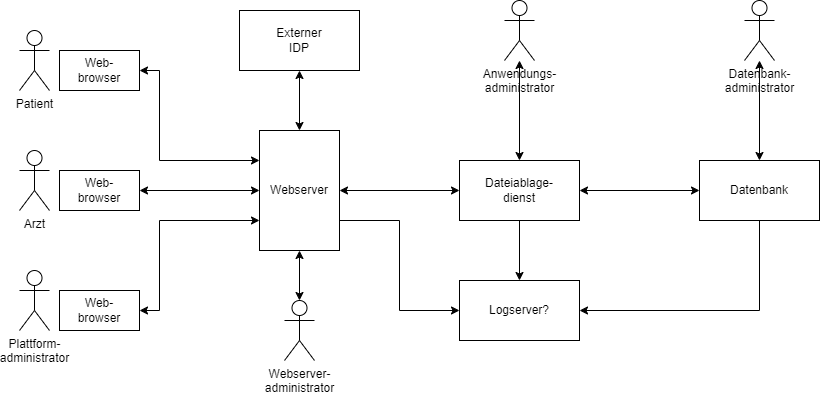 Externer
IDP
Web-
browser
Patient
Anwendungs-
administrator
Datenbank-
administrator
Web-
browser
Arzt
Webserver
Dateiablage-
dienst
Datenbank
Web-
browser
Plattform-
administrator
Logserver?
Webserver-
administrator